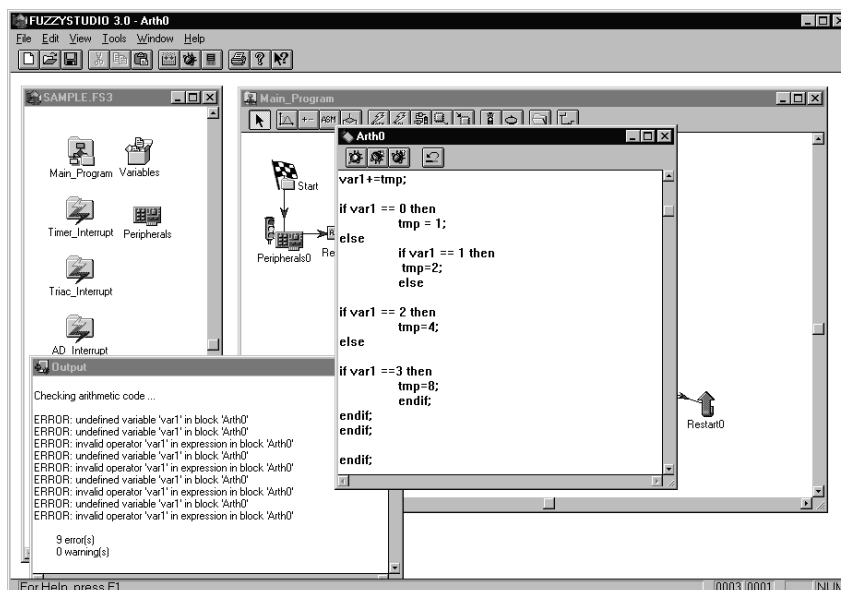 FUZZYSTUDIO 3.0 - Arth0
File Edit View Tools Window Help
SAMPLE.FS3
Main_Program
Variables
Timer_Interrupt
Peripherals
Triac_Interrupt
AD_Interrupt
Main_Program
+- ASM
Start
Peripherals0
Re
Restart0
Arth0
var1+=tmp;
if var1 == 0 then
tmp = 1;
else
if var1 == 1 then
tmp=2;
else
if var1 == 2 then
tmp=4;
else
if var1 ==3 then
tmp=8;
endif;
endif;
endif;
endif;
Output
Checking arithmetic code ...
ERROR: undefined variable 'var1' in block 'Arth0'
ERROR: undefined variable 'var1' in block 'Arth0'
ERROR: invalid operator 'var1' in expression in block 'Arth0'
ERROR: undefined variable 'var1' in block 'Arth0'
ERROR: invalid operator 'var1' in expression in block 'Arth0'
ERROR: undefined variable 'var1' in block 'Arth0'
ERROR: invalid operator 'var1' in expression in block 'Arth0'
ERROR: undefined variable 'var1' in block 'Arth0'
ERROR: invalid operator 'var1' in expression in block 'Arth0'
9 error(s)
0 warning(s)
For Help, press F1
0003 0001
NUM